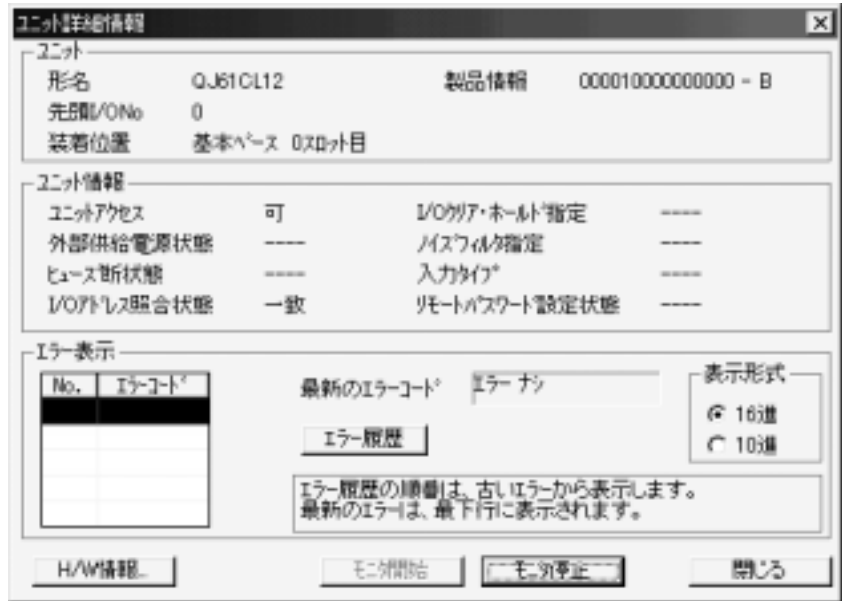 ユニット詳細情報
ユニット
形名 QJ61CL12 製品情報 000010000000000 - B
先頭I/ONo 0
装着位置 基本ベース 0スロット目
ユニット情報
ユニットアクセス 可 I/Oクリア・ホールド指定 ----
外部供給電源状態 ---- ノイズフィルタ指定 ----
ヒューズ断状態 ---- 入力タイプ ----
I/Oアドレス照合状態 一致 リモートパスワード設定状態 ----
エラー表示
No. エラーコード
最新のエラーコード エラー ナシ
表示形式
16進
10進
エラー履歴
エラー履歴の順番は、古いエラーから表示します。
最新のエラーは、最下行に表示されます。
H/W情報... モニタ開始 モニタ停止 閉じる